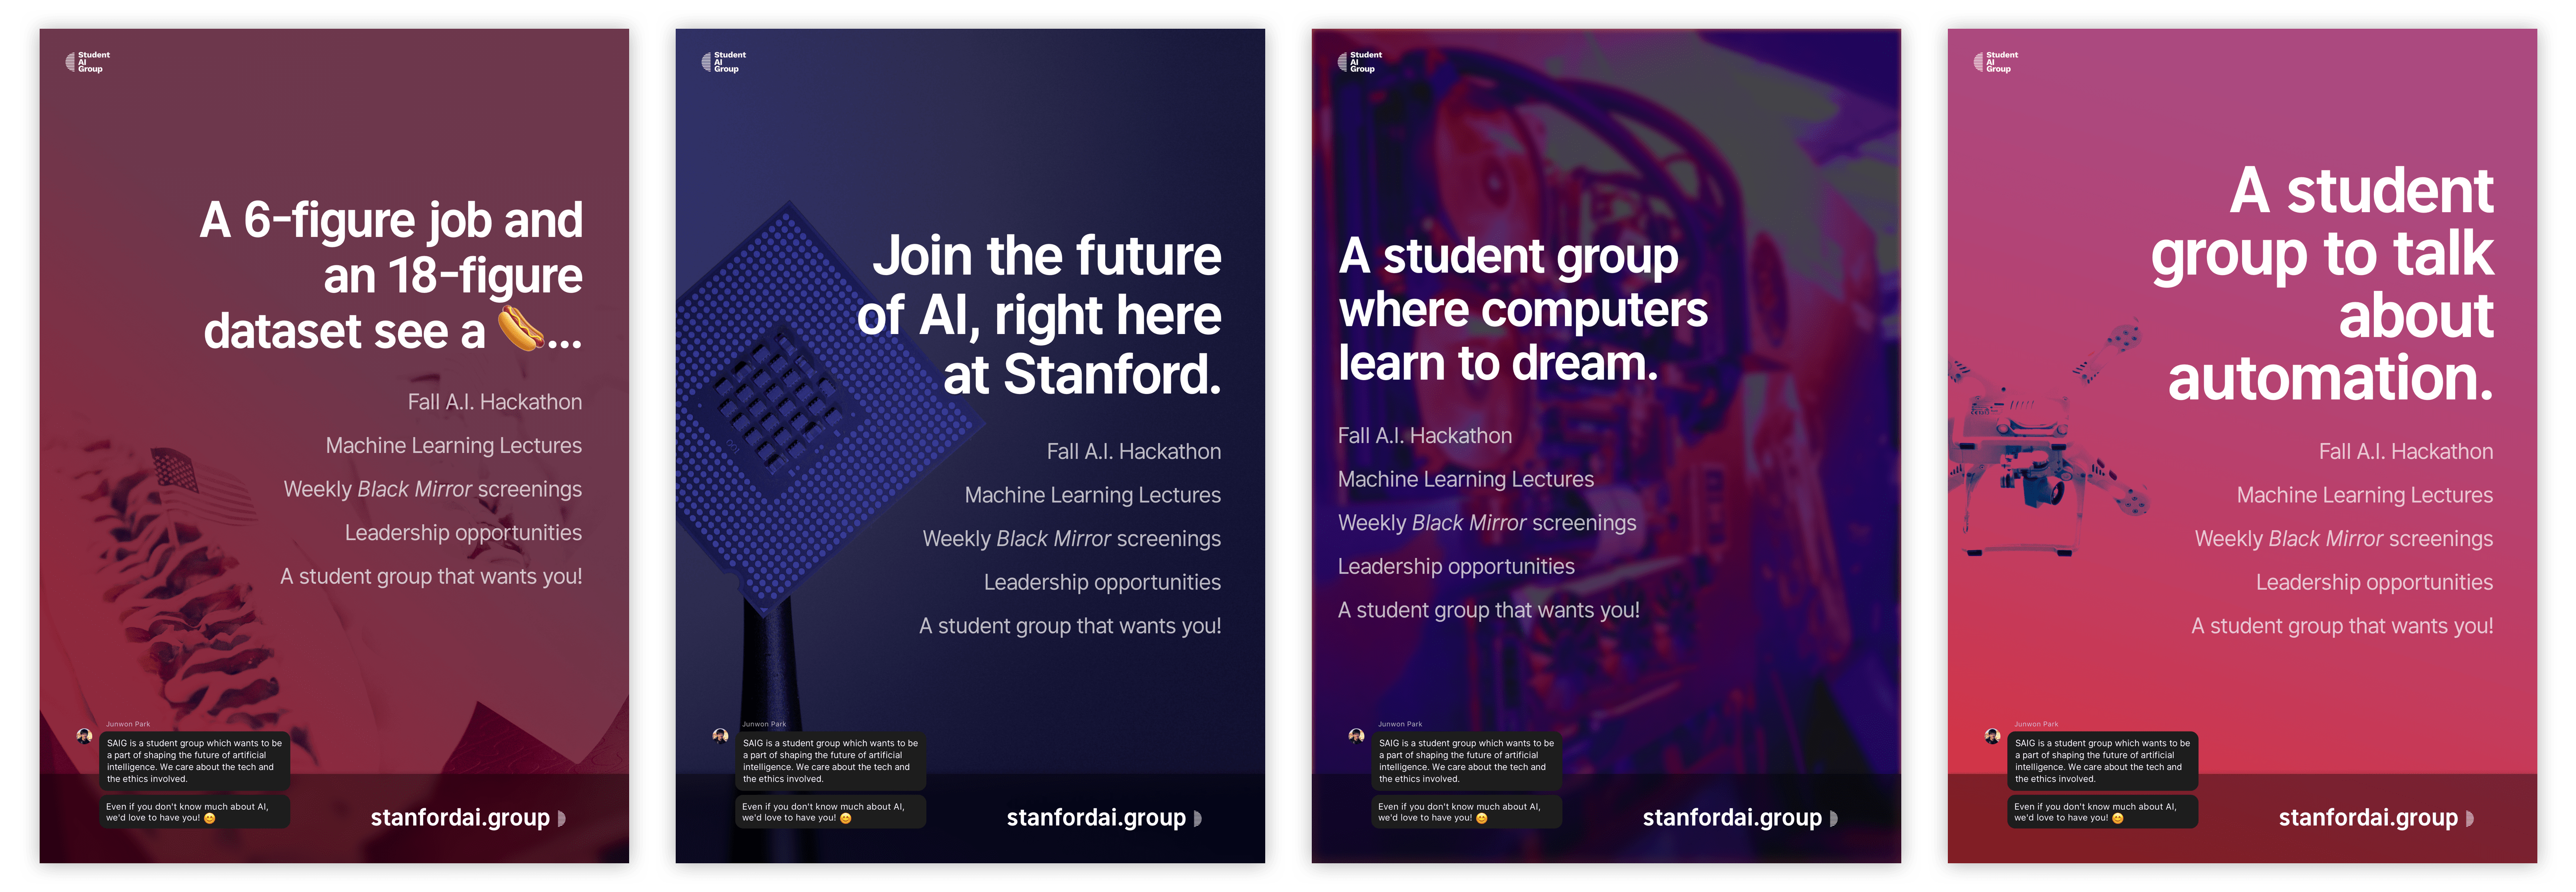 Student
AI
Group
A 6-figure job and
an 18-figure
dataset see a 🌭...
Fall A.I. Hackathon
Machine Learning Lectures
Weekly Black Mirror screenings
Leadership opportunities
A student group that wants you!
Junwon Park
SAIG is a student group which wants to be
a part of shaping the future of artificial
intelligence. We care about the tech and
the ethics involved.
Even if you don't know much about AI,
we'd love to have you! 😊
stanfordai.group
Student
AI
Group
Join the future
of AI, right here
at Stanford.
Fall A.I. Hackathon
Machine Learning Lectures
Weekly Black Mirror screenings
Leadership opportunities
A student group that wants you!
Junwon Park
SAIG is a student group which wants to be
a part of shaping the future of artificial
intelligence. We care about the tech and
the ethics involved.
Even if you don't know much about AI,
we'd love to have you! 😊
stanfordai.group
Student
AI
Group
A student group
where computers
learn to dream.
Fall A.I. Hackathon
Machine Learning Lectures
Weekly Black Mirror screenings
Leadership opportunities
A student group that wants you!
Junwon Park
SAIG is a student group which wants to be
a part of shaping the future of artificial
intelligence. We care about the tech and
the ethics involved.
Even if you don't know much about AI,
we'd love to have you! 😊
stanfordai.group
Student
AI
Group
A student
group to talk
about
automation.
Fall A.I. Hackathon
Machine Learning Lectures
Weekly Black Mirror screenings
Leadership opportunities
A student group that wants you!
Junwon Park
SAIG is a student group which wants to be
a part of shaping the future of artificial
intelligence. We care about the tech and
the ethics involved.
Even if you don't know much about AI,
we'd love to have you! 😊
stanfordai.group